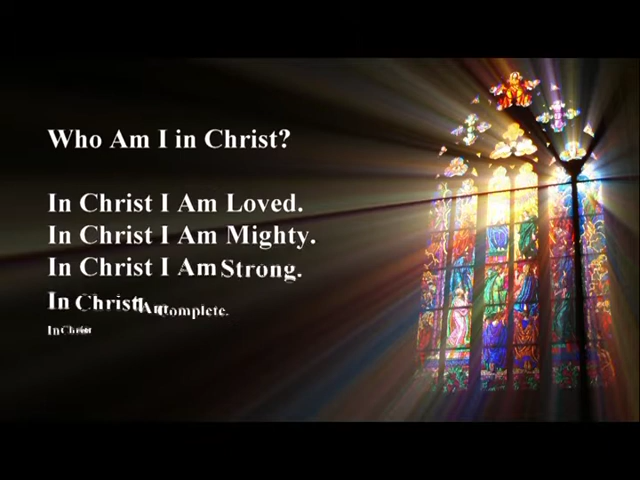 Who Am I in Christ?
In Christ I Am Loved.
In Christ I Am Mighty.
In Christ I Am Strong.
In Christ I Am Complete.
In Christ